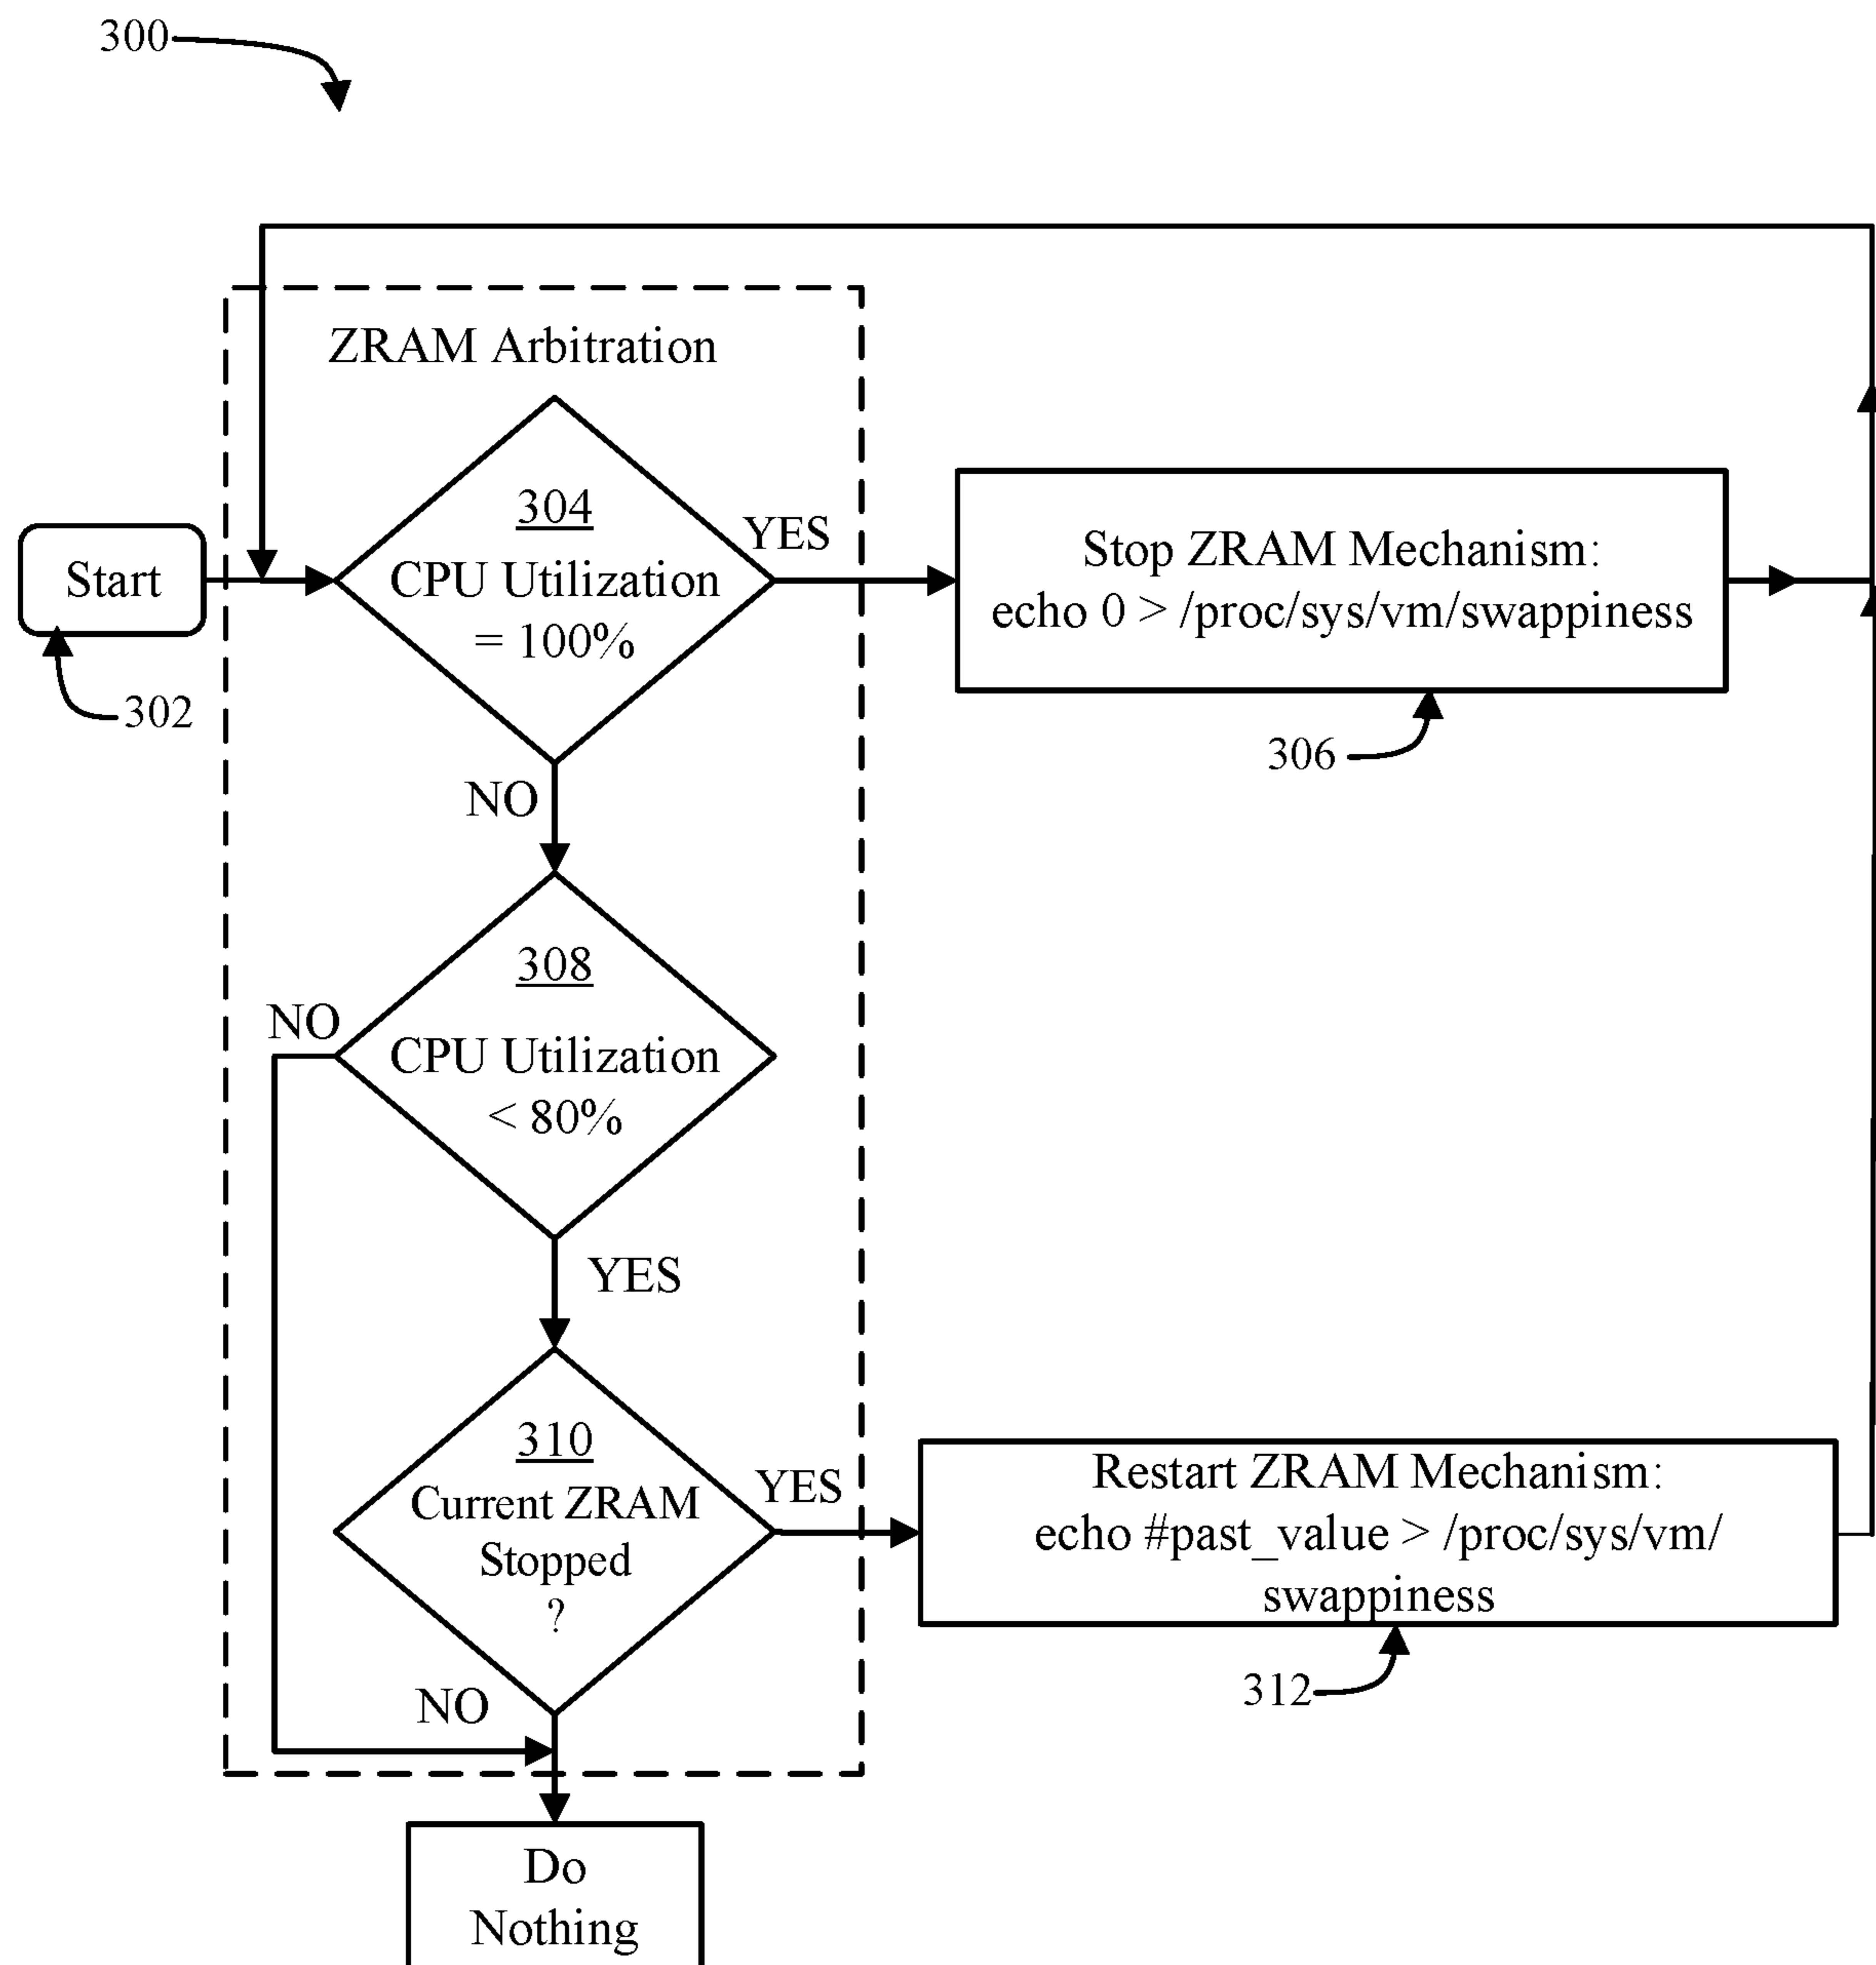 300
ZRAM Arbitration
304
CPU Utilization
= 100%
YES
Stop ZRAM Mechanism:
echo 0 > /proc/sys/vm/swappiness
Start
302
306
NO
308
CPU Utilization
< 80%
NO
YES
310
Current ZRAM
Stopped
?
YES
Restart ZRAM Mechanism:
echo #past_value > /proc/sys/vm/
swappiness
312
NO
Do
Nothing